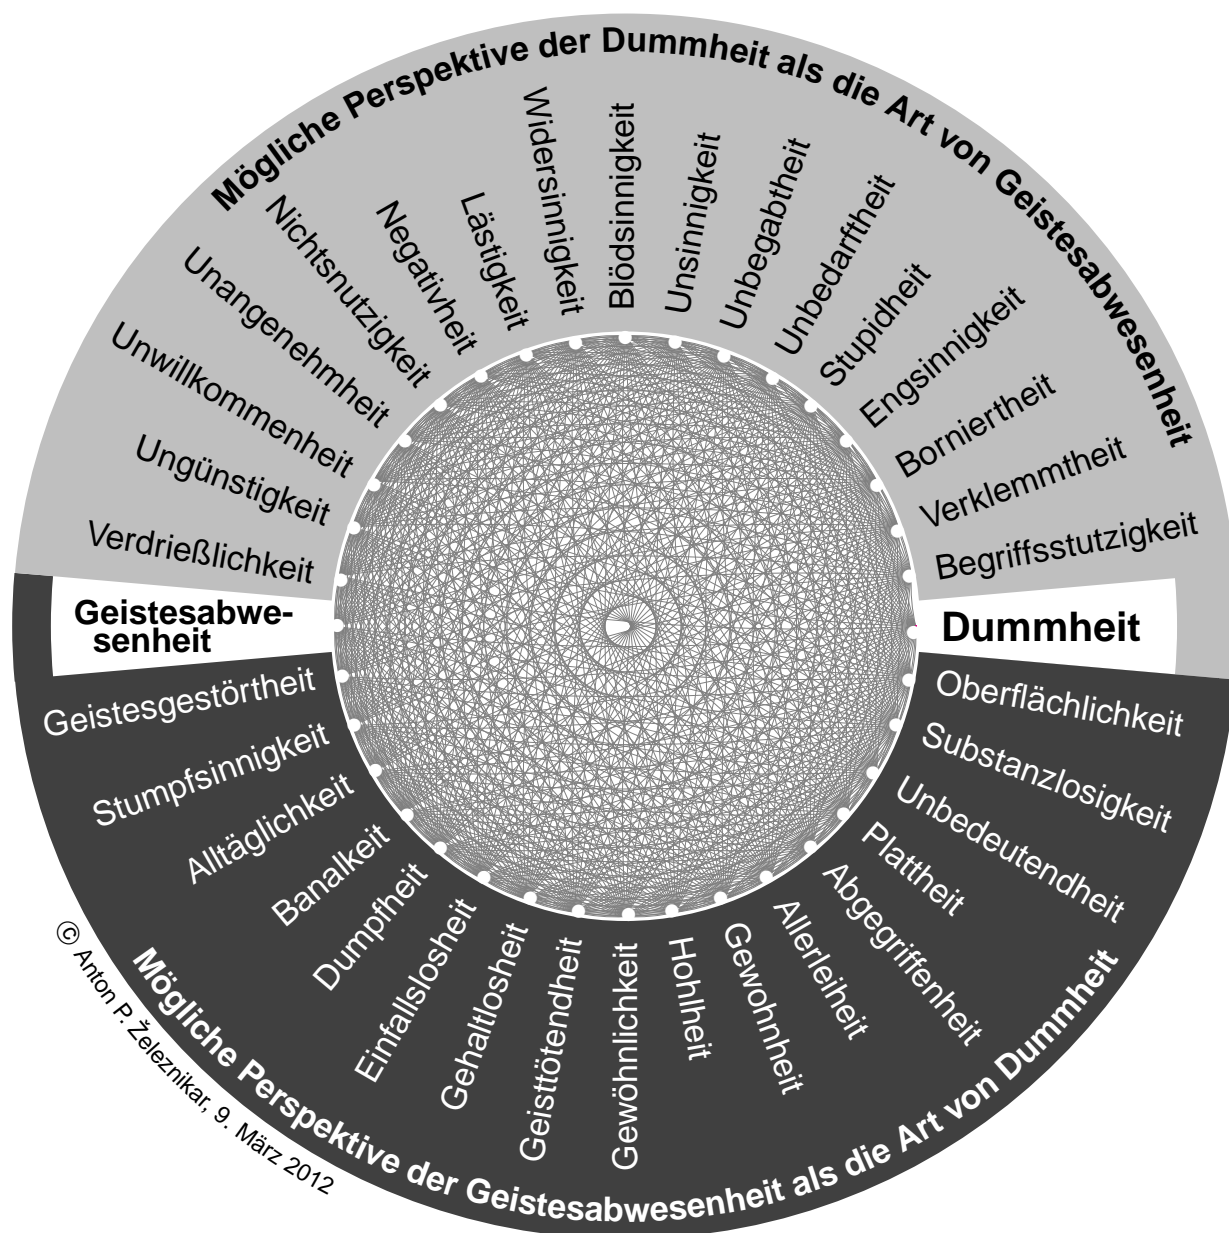 Mögliche Perspektive der Dummheit als die Art von Geistesabwesenheit
Verdrießlichkeit
Ungünstigkeit
Unwillkommenheit
Unangenehmheit
Nichtsnutzigkeit
Negativheit
Lästigkeit
Widersinnigkeit
Blödsinnigkeit
Unsinnigkeit
Unbegabtheit
Unbedarftheit
Stupidheit
Engsinnigkeit
Borniertheit
Verklemmtheit
Begriffsstutzigkeit
Geistesabwe-
senheit
Dummheit
Oberflächlichkeit
Substanzlosigkeit
Unbedeutendheit
Plattheit
Abgegriffenheit
Allerleiheit
Gewohnheit
Hohlheit
Gewöhnlichkeit
Geisttötendheit
Gehaltlosheit
Einfallslosheit
Dumpfheit
Banalkeit
Alltäglichkeit
Stumpfsinnigkeit
Geistesgestörtheit
Mögliche Perspektive der Geistesabwesenheit als die Art von Dummheit
© Anton P. Železnikar, 9. März 2012